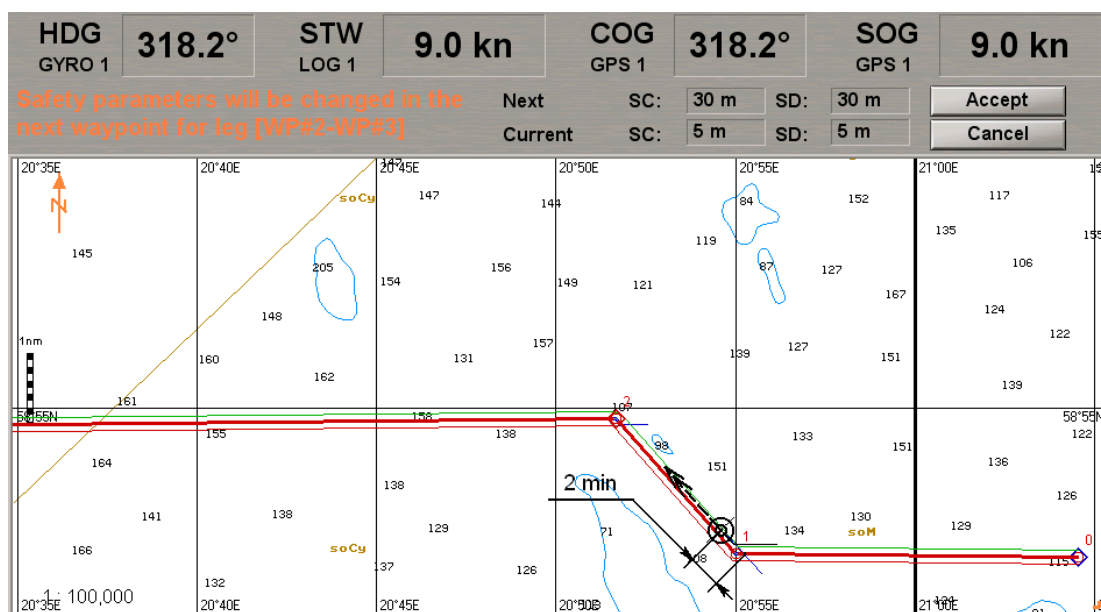 HDG 318.2° STW 9.0 kn COG 318.2° SOG 9.0 kn
GYRO 1 LOG 1 GPS 1 GPS 1
Safety parameters will be changed in the Next SC: 30 m SD: 30 m Accept
next waypoint for leg [WP#2-WP#3] Current SC: 5 m SD: 5 m Cancel
20°35E 20°40E 20°45E 20°50E 20°55E 21°00E
soCy 147 144 84 152 117
N
119 135 155
145 205 156 87 127 106
154 149 121 167
148 124
1nm 157 122
160 131 139 127 151
162 139
161 2
58°55N 158 107 58°55N
155 138 133 122
98 151
164 151 136
2 min
138 126
141 138 129 71 134 130 129
soM
166 soCy 1 0
137 115
132 126
1 : 100,000
20°35E 20°40E 20°45E 20°55E 21°00E